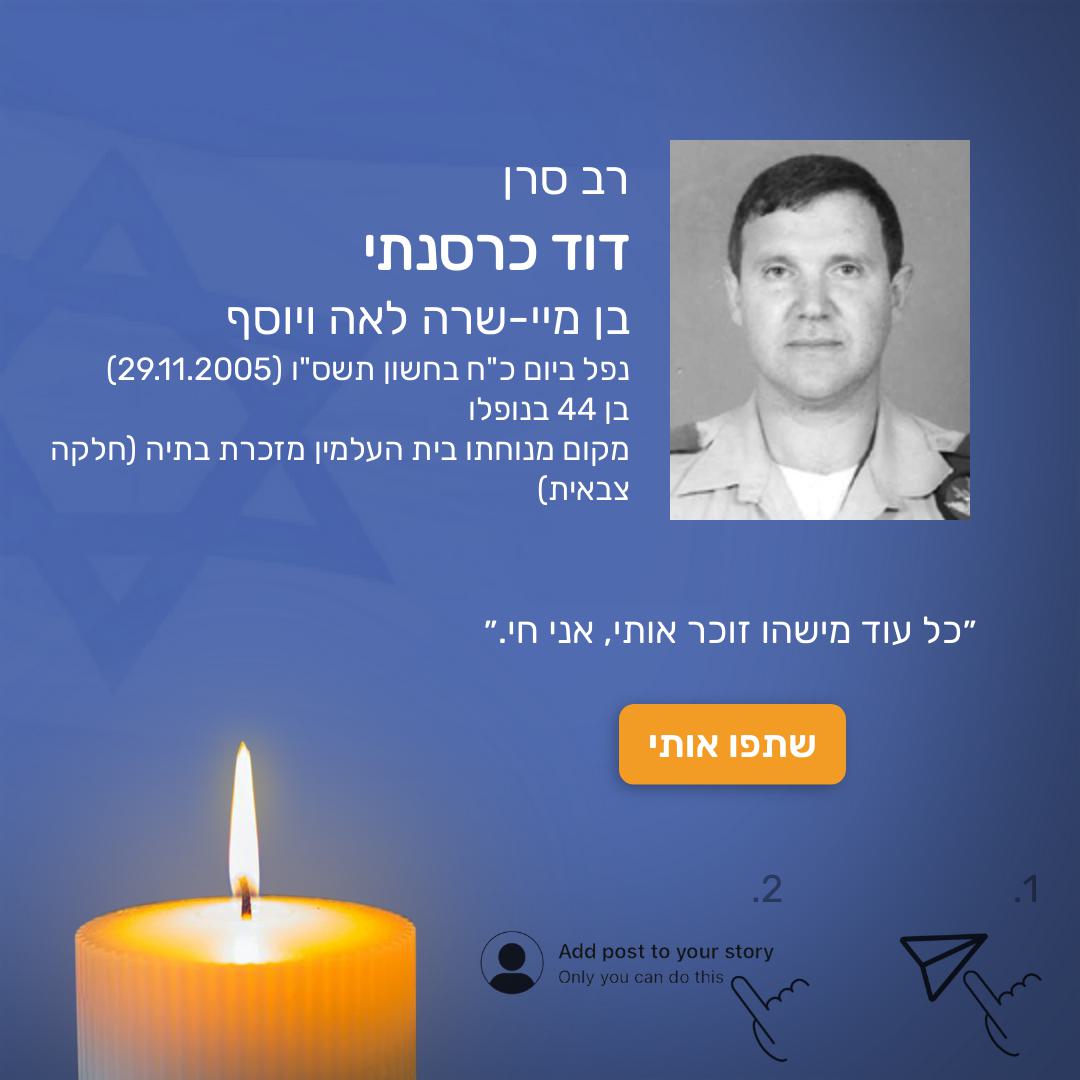 רב סרן
דוד כרסנתי
בן מיי-שרה לאה ויוסף
נפל ביום כ"ח בחשון תשס"ו (29.11.2005)
בן 44 בנופלו
מקום מנוחתו בית העלמין מזכרת בתיה (חלקה
צבאית)
״כל עוד מישהו זוכר אותי, אני חי.״
שתפו אותי
.1
.2
Add post to your story
Only you can do this